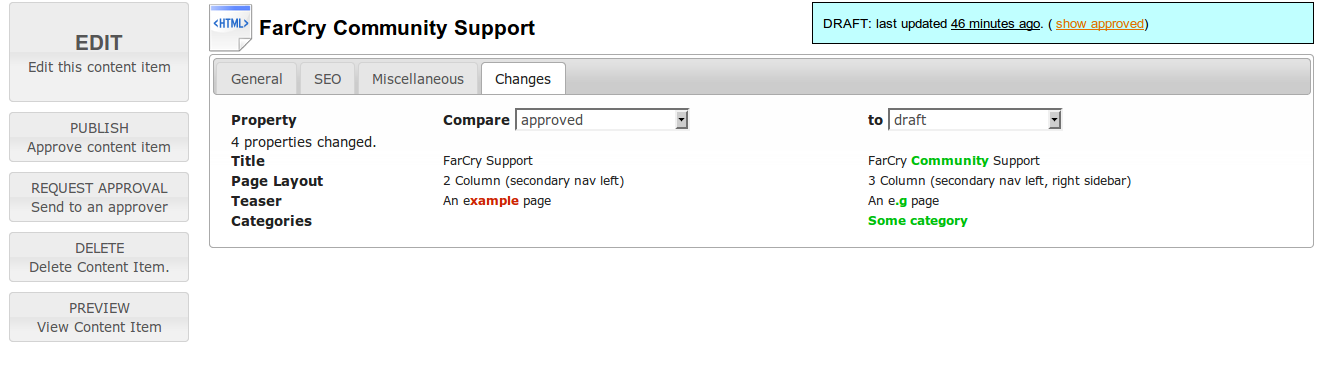 EDIT
Edit this content item
PUBLISH
Approve content item
REQUEST APPROVAL
Send to an approver
DELETE
Delete Content Item.
PREVIEW
View Content Item
<HTML>
FarCry Community Support
DRAFT: last updated 46 minutes ago. ( show approved)
General SEO Miscellaneous Changes
Property Compare approved to draft
4 properties changed.
Title FarCry Support FarCry Community Support
Page Layout 2 Column (secondary nav left) 3 Column (secondary nav left, right sidebar)
Teaser An example page An e.g page
Categories Some category